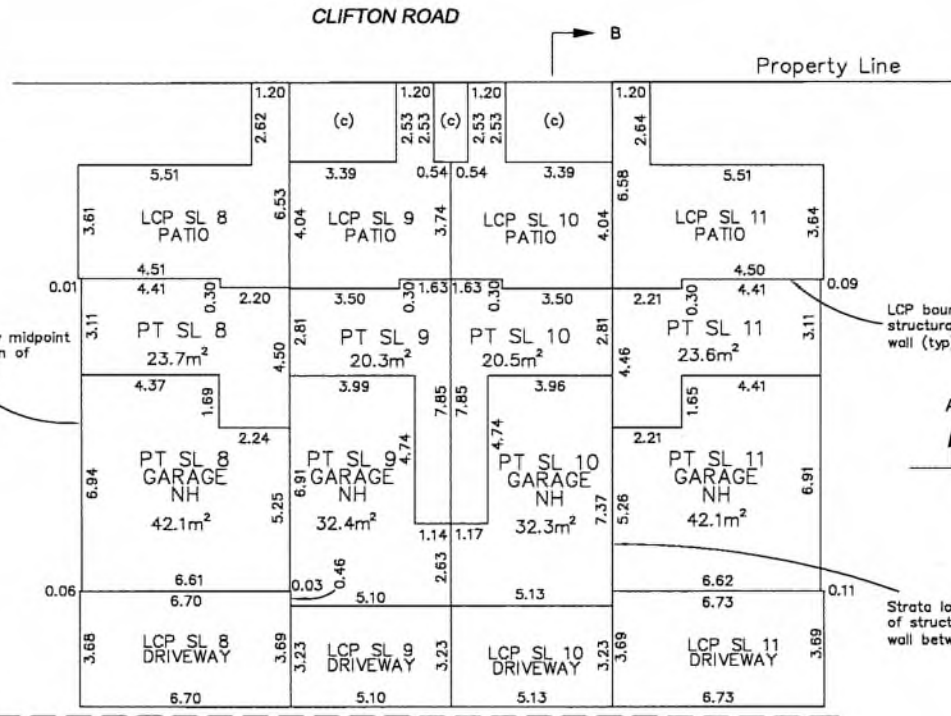 CLIFTON ROAD
B
Property Line
1.20 1.20 1.20 1.20
2.62 (c) 2.53 2.53 (c) 2.53 2.53 (c) 2.64
5.51 3.39 0.54 0.54 3.39 5.51
3.61 6.53 4.04 3.74 4.04 6.58 3.64
LCP SL 8 LCP SL 9 LCP SL 10 LCP SL 11
PATIO PATIO PATIO PATIO
4.51 4.50
0.01 4.41 0.30 2.20 3.50 0.30 1.63 1.63 0.30 3.50 2.21 0.30 4.41 0.09
LCP boun
structura
wall (typ
midpoint
n of
3.11 4.50 2.81 2.81 4.46 3.11
PT SL 8 PT SL 9 PT SL 10 PT SL 11
23.7m² 20.3m² 20.5m² 23.6m²
4.37 3.99 3.96 4.41
1.69 7.85 7.85 1.65
2.24 4.74 4.74 2.21
PT SL 8 PT SL 9 PT SL 10 PT SL 11
GARAGE GARAGE GARAGE GARAGE
NH NH NH NH
42.1m² 32.4m² 32.3m² 42.1m²
6.94 5.25 6.91 7.37 5.26 6.91
1.14 1.17
2.63
0.03 0.46
6.61 6.62
0.06 6.70 5.10 5.13 6.73 0.11
Strata lo
of struct
wall betw
3.68 3.69 3.23 3.23 3.23 3.69 3.69
LCP SL 8 LCP SL 9 LCP SL 10 LCP SL 11
DRIVEWAY DRIVEWAY DRIVEWAY DRIVEWAY
6.70 5.10 5.13 6.73